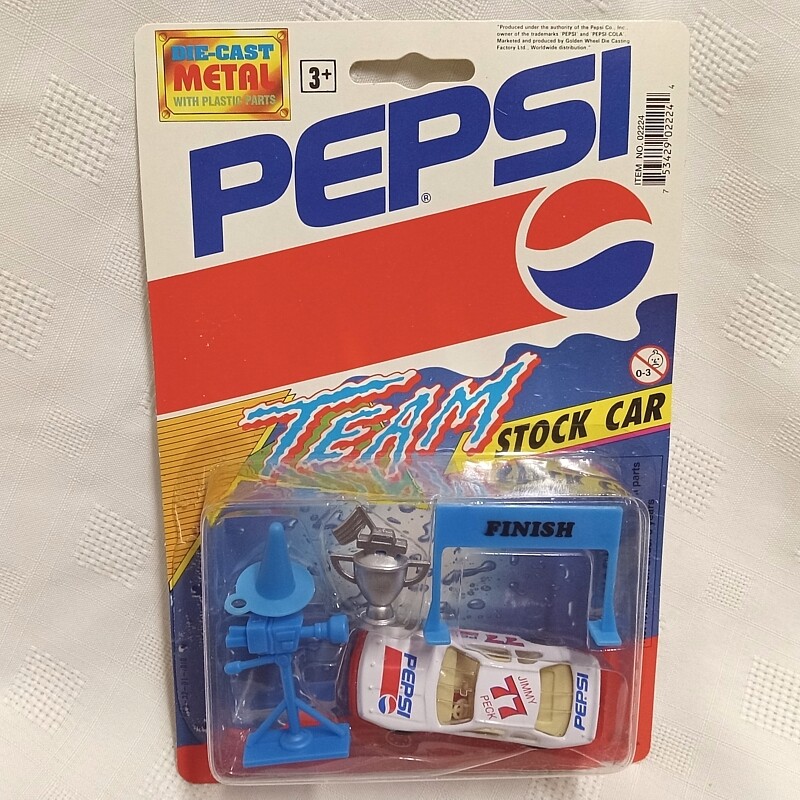 DIE-CAST
METAL
WITH PLASTIC PARTS
3+
"Produced under the authority of the Pepsi Co., Inc.,
owner of the trademarks 'PEPSI' and 'PEPSI-COLA'
Marketed and produced by Golden Wheel Die Casting
Factory Ltd., Worldwide distribution."
PEPSI
®
ITEM NO. 02224
7 53429 02224 4
0-3
TEAM
STOCK CAR
parts
FINISH
77
PEPSI
JIMMY
77
PECK
PEPSI